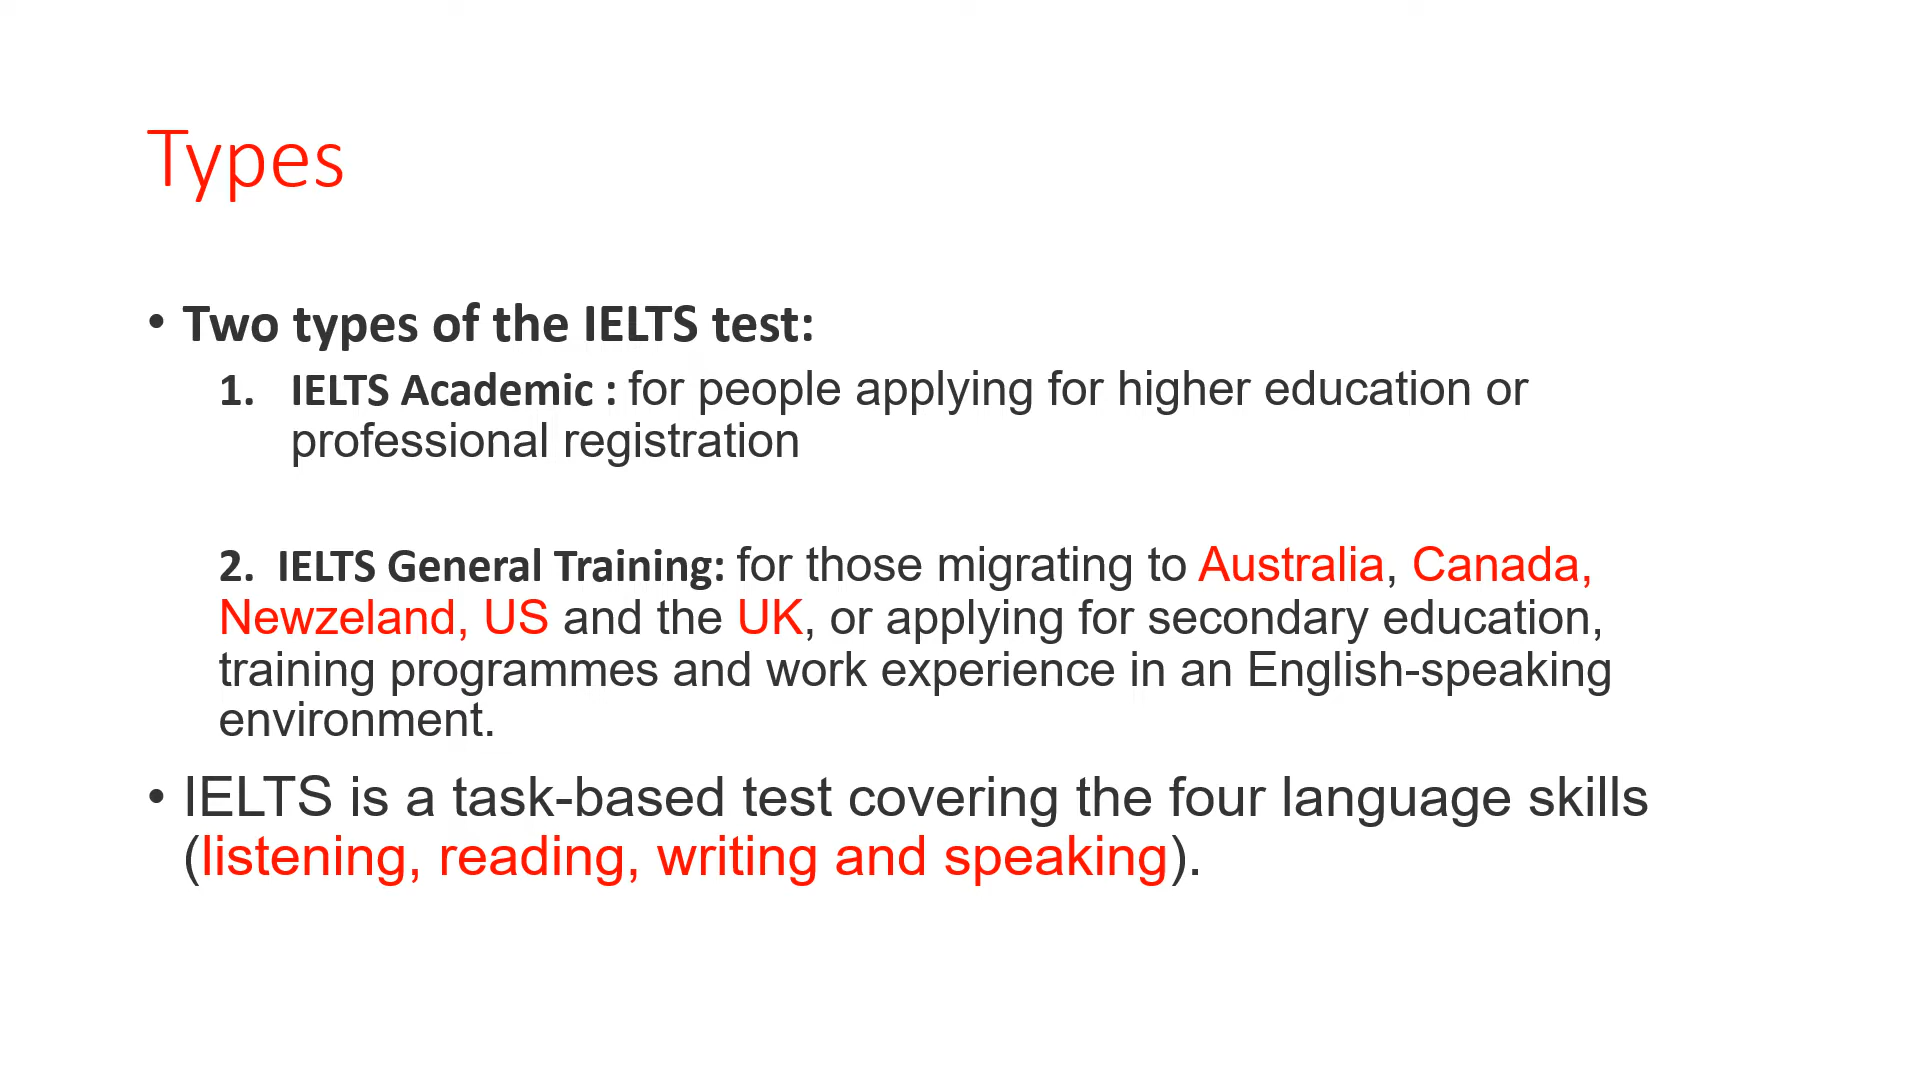 Types
• Two types of the IELTS test:
1. IELTS Academic : for people applying for higher education or
professional registration
2. IELTS General Training: for those migrating to Australia, Canada,
Newzeland, US and the UK, or applying for secondary education,
training programmes and work experience in an English-speaking
environment.
• IELTS is a task-based test covering the four language skills
(listening, reading, writing and speaking).